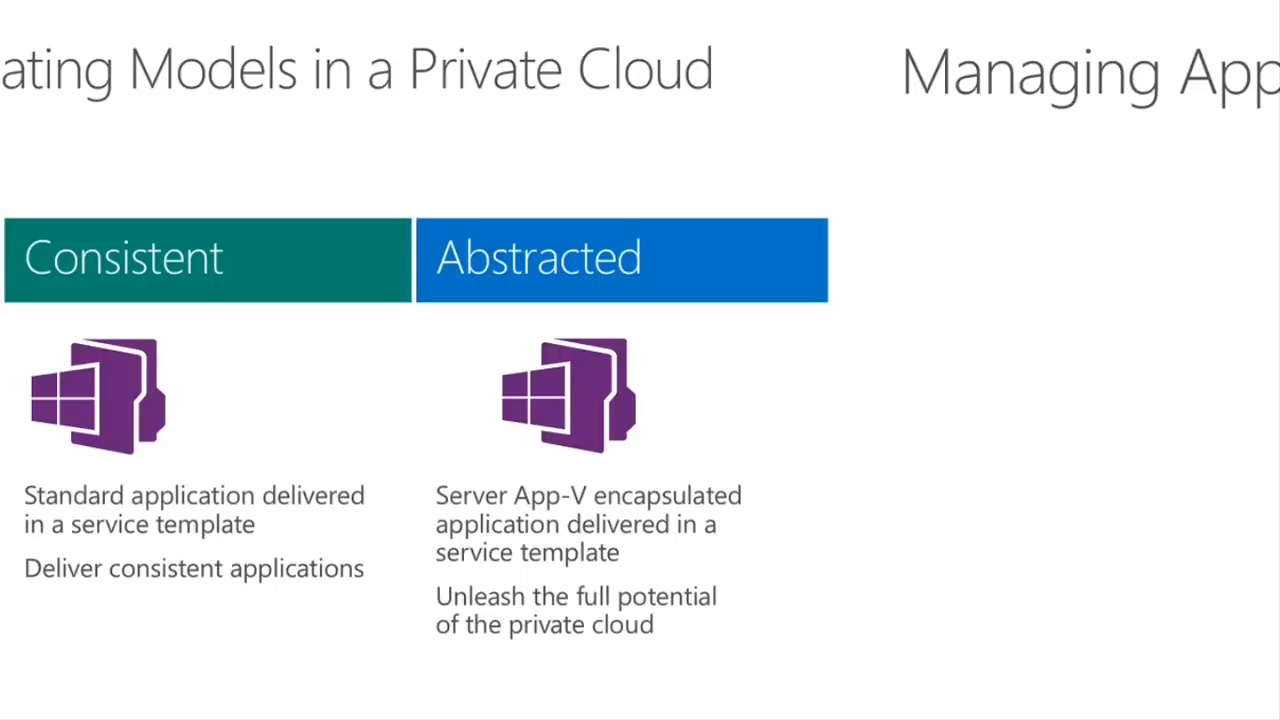 ating Models in a Private Cloud
Managing App
Consistent
Abstracted
Standard application delivered
in a service template
Deliver consistent applications
Server App-V encapsulated
application delivered in a
service template
Unleash the full potential
of the private cloud